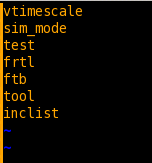 vtimescale
sim_mode
test
frtl
ftb
tool
inclist
~
~